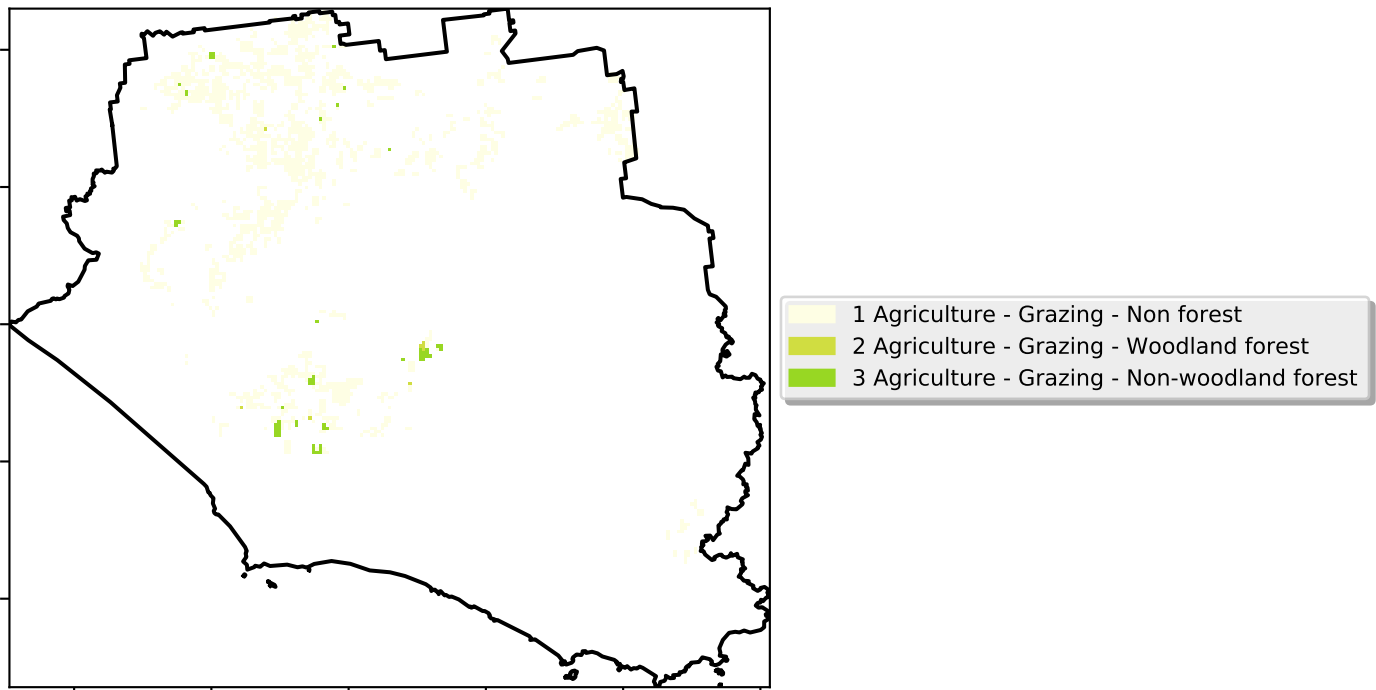 1 Agriculture - Grazing - Non forest
2 Agriculture - Grazing - Woodland forest
3 Agriculture - Grazing - Non-woodland forest